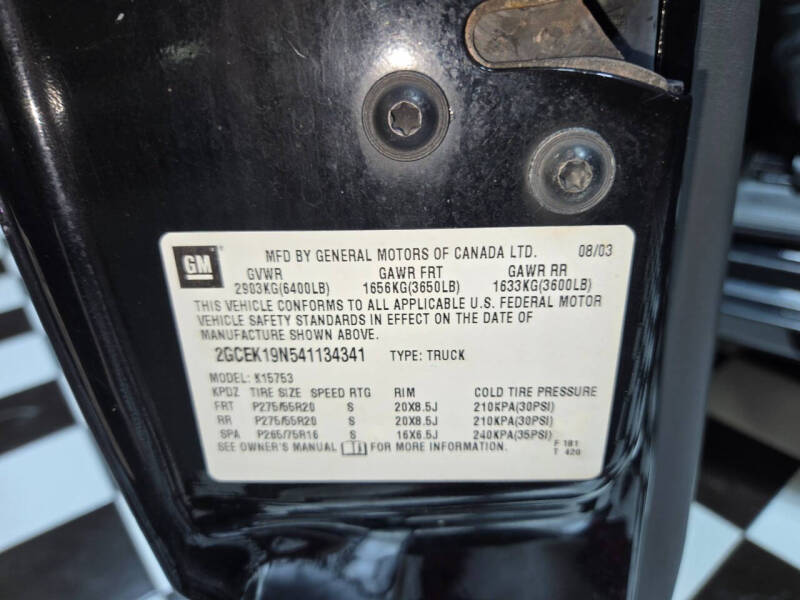 GM MFD BY GENERAL MOTORS OF CANADA LTD. 08/03
GVWR GAWR FRT GAWR RR
2903KG(6400LB) 1656KG(3650LB) 1633KG(3600LB)
THIS VEHICLE CONFORMS TO ALL APPLICABLE U.S. FEDERAL MOTOR
VEHICLE SAFETY STANDARDS IN EFFECT ON THE DATE OF
MANUFACTURE SHOWN ABOVE.
2GCEK19N541134341 TYPE: TRUCK
MODEL: K15753
KPDZ TIRE SIZE SPEED RTG RIM COLD TIRE PRESSURE
FRT P275/55R20 S 20X8.5J 210KPA(30PSI)
RR P275/55R20 S 20X8.5J 210KPA(30PSI)
SPA P265/75R16 S 16X6.5J 240KPA(35PSI)
SEE OWNER'S MANUAL FOR MORE INFORMATION. F 181
T 420